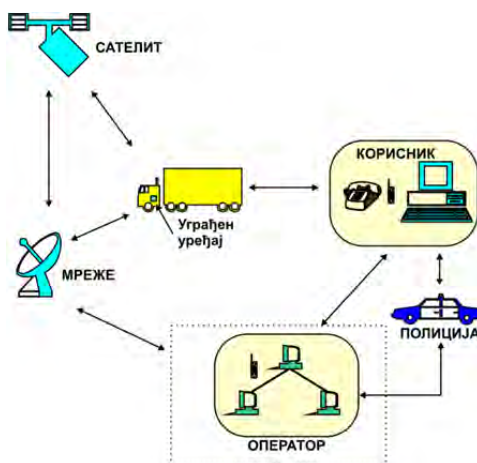 САТЕЛИТ
КОРИСНИК
Уграђен
уређај
МРЕЖЕ
ПОЛИЦИЈА
ОПЕРАТОР